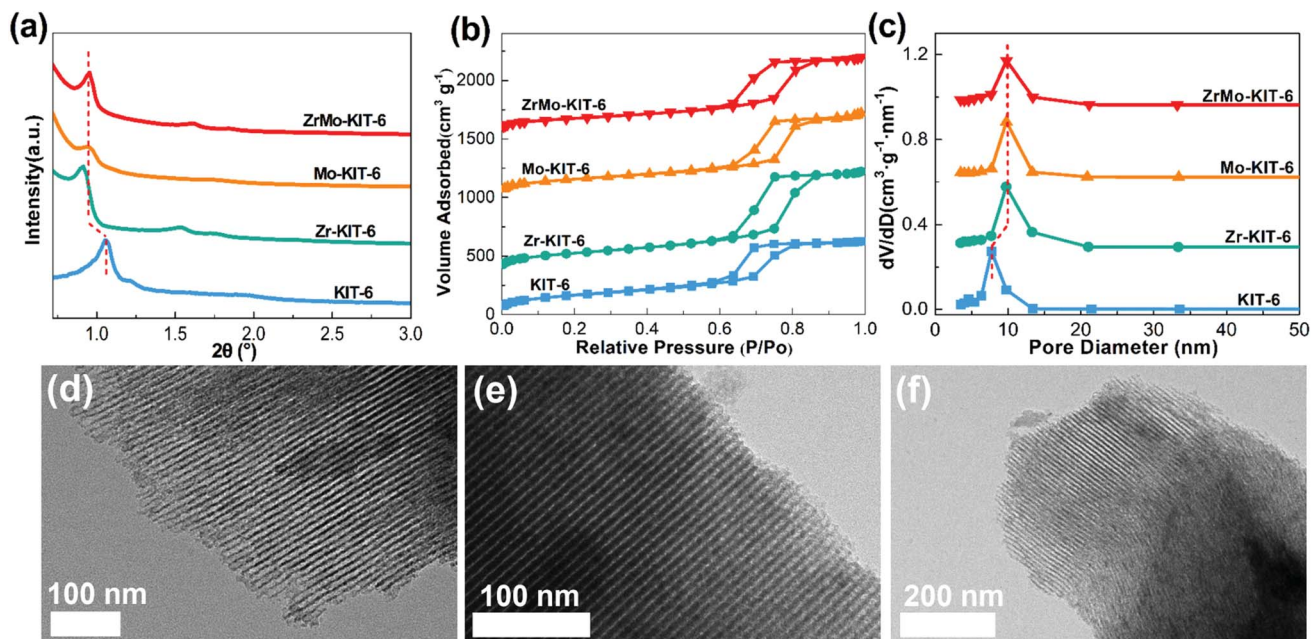 (a)
Intensity(a.u.)
ZrMo-KIT-6
Mo-KIT-6
Zr-KIT-6
KIT-6
1.0 1.5 2.0 2.5 3.0
2θ (°)
(b)
Volume Adsorbed(cm³ g⁻¹)
2000
1500
1000
500
0
ZrMo-KIT-6
Mo-KIT-6
Zr-KIT-6
KIT-6
0.0 0.2 0.4 0.6 0.8 1.0
Relative Pressure (P/Po)
(c)
dV/dD(cm³·g⁻¹·nm⁻¹)
1.2
0.8
0.4
0.0
ZrMo-KIT-6
Mo-KIT-6
Zr-KIT-6
KIT-6
0 10 20 30 40 50
Pore Diameter (nm)
(d)
100 nm
(e)
100 nm
(f)
200 nm